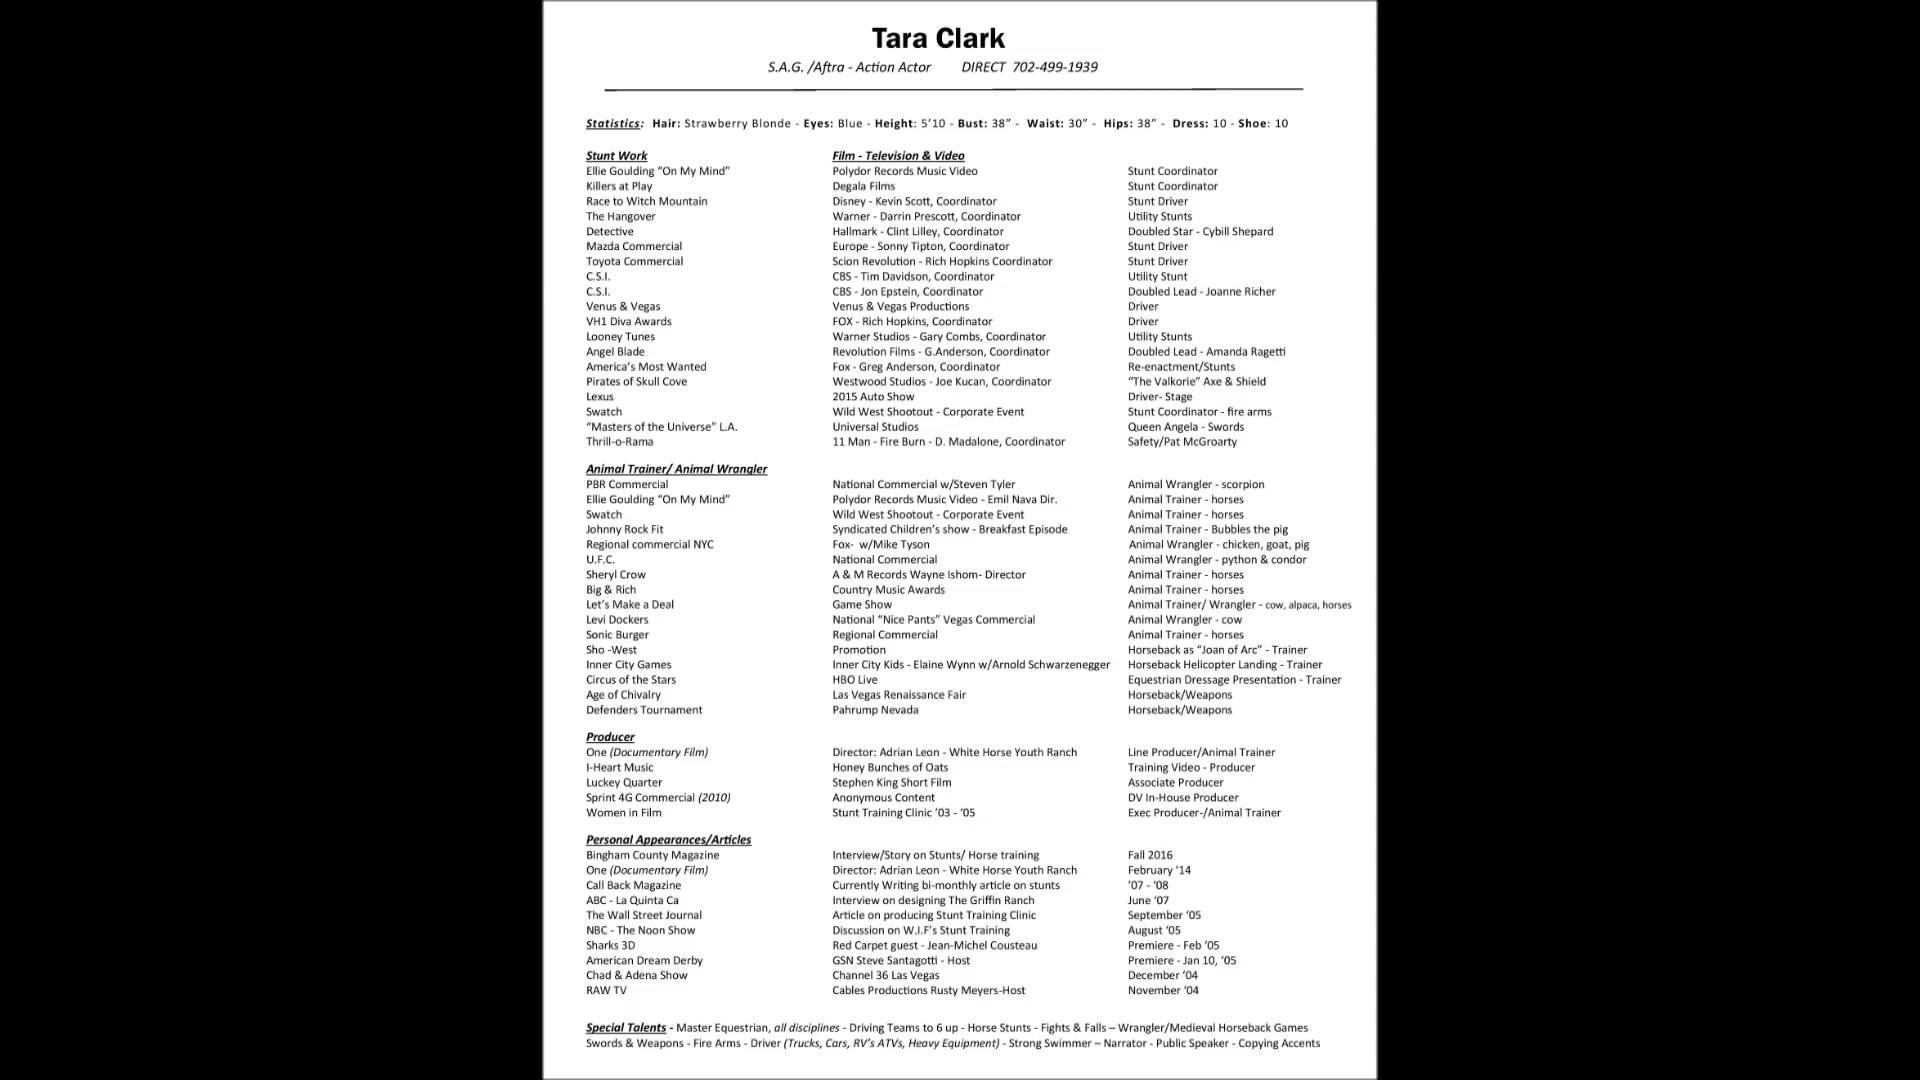 Tara Clark
S.A.G. /Aftra - Action Actor DIRECT 702-499-1939
Statistics: Hair: Strawberry Blonde - Eyes: Blue - Height: 5’10 - Bust: 38” - Waist: 30” - Hips: 38” - Dress: 10 - Shoe: 10
Stunt Work Film - Television & Video
Ellie Goulding “On My Mind” Polydor Records Music Video Stunt Coordinator
Killers at Play Degala Films Stunt Coordinator
Race to Witch Mountain Disney - Kevin Scott, Coordinator Stunt Driver
The Hangover Warner - Darrin Prescott, Coordinator Utility Stunts
Detective Hallmark - Clint Lilley, Coordinator Doubled Star - Cybill Shepard
Mazda Commercial Europe - Sonny Tipton, Coordinator Stunt Driver
Toyota Commercial Scion Revolution - Rich Hopkins Coordinator Stunt Driver
C.S.I. CBS - Tim Davidson, Coordinator Utility Stunt
C.S.I. CBS - Jon Epstein, Coordinator Doubled Lead - Joanne Richer
Venus & Vegas Venus & Vegas Productions Driver
VH1 Diva Awards FOX - Rich Hopkins, Coordinator Driver
Looney Tunes Warner Studios - Gary Combs, Coordinator Utility Stunts
Angel Blade Revolution Films - G.Anderson, Coordinator Doubled Lead - Amanda Ragetti
America’s Most Wanted Fox - Greg Anderson, Coordinator Re-enactment/Stunts
Pirates of Skull Cove Westwood Studios - Joe Kucan, Coordinator “The Valkorie” Axe & Shield
Lexus 2015 Auto Show Driver- Stage
Swatch Wild West Shootout - Corporate Event Stunt Coordinator - fire arms
“Masters of the Universe” L.A. Universal Studios Queen Angela - Swords
Thrill-o-Rama 11 Man - Fire Burn - D. Madalone, Coordinator Safety/Pat McGroarty
Animal Trainer/ Animal Wrangler
PBR Commercial National Commercial w/Steven Tyler Animal Wrangler - scorpion
Ellie Goulding “On My Mind” Polydor Records Music Video - Emil Nava Dir. Animal Trainer - horses
Swatch Wild West Shootout - Corporate Event Animal Trainer - horses
Johnny Rock Fit Syndicated Children’s show - Breakfast Episode Animal Trainer - Bubbles the pig
Regional commercial NYC Fox- w/Mike Tyson Animal Wrangler - chicken, goat, pig
U.F.C. National Commercial Animal Wrangler - python & condor
Sheryl Crow A & M Records Wayne Ishom- Director Animal Trainer - horses
Big & Rich Country Music Awards Animal Trainer - horses
Let’s Make a Deal Game Show Animal Trainer/ Wrangler - cow, alpaca, horses
Levi Dockers National “Nice Pants” Vegas Commercial Animal Wrangler - cow
Sonic Burger Regional Commercial Animal Trainer - horses
Sho -West Promotion Horseback as “Joan of Arc” - Trainer
Inner City Games Inner City Kids - Elaine Wynn w/Arnold Schwarzenegger Horseback Helicopter Landing - Trainer
Circus of the Stars HBO Live Equestrian Dressage Presentation - Trainer
Age of Chivalry Las Vegas Renaissance Fair Horseback/Weapons
Defenders Tournament Pahrump Nevada Horseback/Weapons
Producer
One (Documentary Film) Director: Adrian Leon - White Horse Youth Ranch Line Producer/Animal Trainer
I-Heart Music Honey Bunches of Oats Training Video - Producer
Luckey Quarter Stephen King Short Film Associate Producer
Sprint 4G Commercial (2010) Anonymous Content DV In-House Producer
Women in Film Stunt Training Clinic ’03 - ‘05 Exec Producer-/Animal Trainer
Personal Appearances/Articles
Bingham County Magazine Interview/Story on Stunts/ Horse training Fall 2016
One (Documentary Film) Director: Adrian Leon - White Horse Youth Ranch February ‘14
Call Back Magazine Currently Writing bi-monthly article on stunts ’07 - ‘08
ABC - La Quinta Ca Interview on designing The Griffin Ranch June ‘07
The Wall Street Journal Article on producing Stunt Training Clinic September ‘05
NBC - The Noon Show Discussion on W.I.F’s Stunt Training August ‘05
Sharks 3D Red Carpet guest - Jean-Michel Cousteau Premiere - Feb ‘05
American Dream Derby GSN Steve Santagotti - Host Premiere - Jan 10, ‘05
Chad & Adena Show Channel 36 Las Vegas December ‘04
RAW TV Cables Productions Rusty Meyers-Host November ‘04
Special Talents - Master Equestrian, all disciplines - Driving Teams to 6 up - Horse Stunts - Fights & Falls – Wrangler/Medieval Horseback Games
Swords & Weapons - Fire Arms - Driver (Trucks, Cars, RV’s ATVs, Heavy Equipment) - Strong Swimmer – Narrator - Public Speaker - Copying Accents